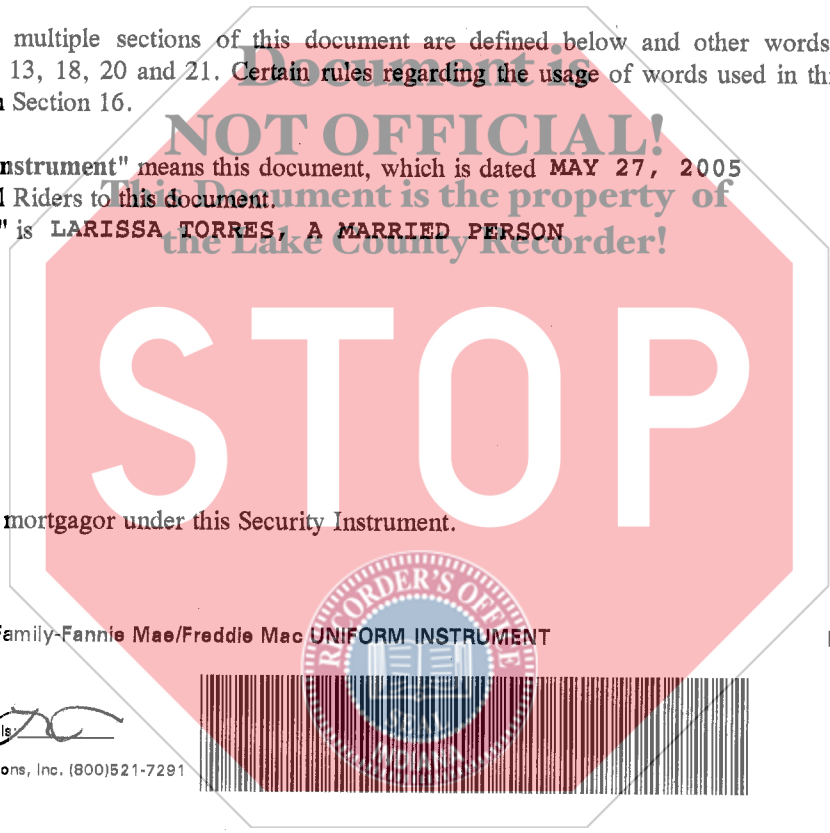 multiple sections of this document are defined below and other words
Document is
13, 18, 20 and 21. Certain rules regarding the usage of words used in thi
Section 16.
NOT OFFICIAL!
nstrument" means this document, which is dated MAY 27, 2005
This Document is the property of
Riders to this document.
" is LARISSA TORRES, A MARRIED PERSON
the Lake County Recorder!
STOP
mortgagor under this Security Instrument.
RECORDER'S OFFICE
amily-Fannie Mae/Freddie Mac UNIFORM INSTRUMENT
SEAL
INDIANA
ls:
ons, Inc. (800)521-7291